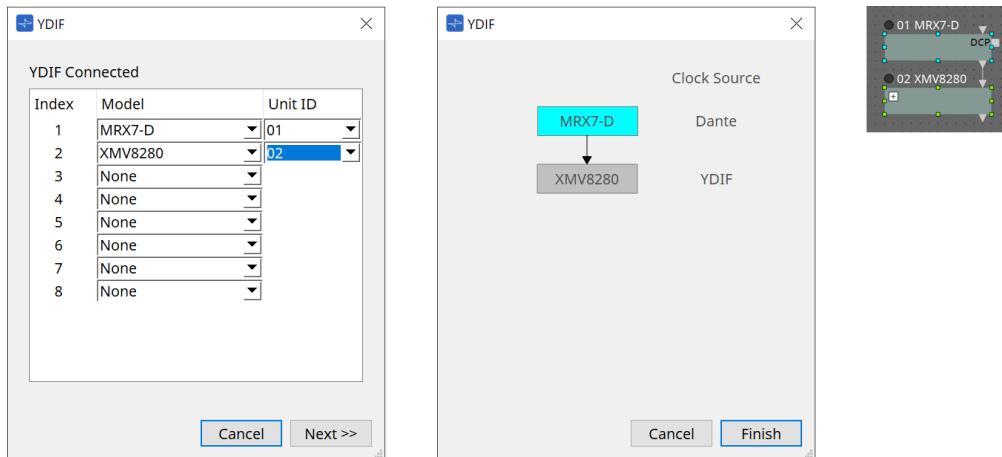 YDIF
YDIF Connected
Index Model Unit ID
1 MRX7-D 01
2 XMV8280 02
3 None
4 None
5 None
6 None
7 None
8 None
Cancel Next >>
YDIF
Clock Source
MRX7-D Dante
XMV8280 YDIF
Cancel Finish
01 MRX7-D
DCP
02 XMV8280